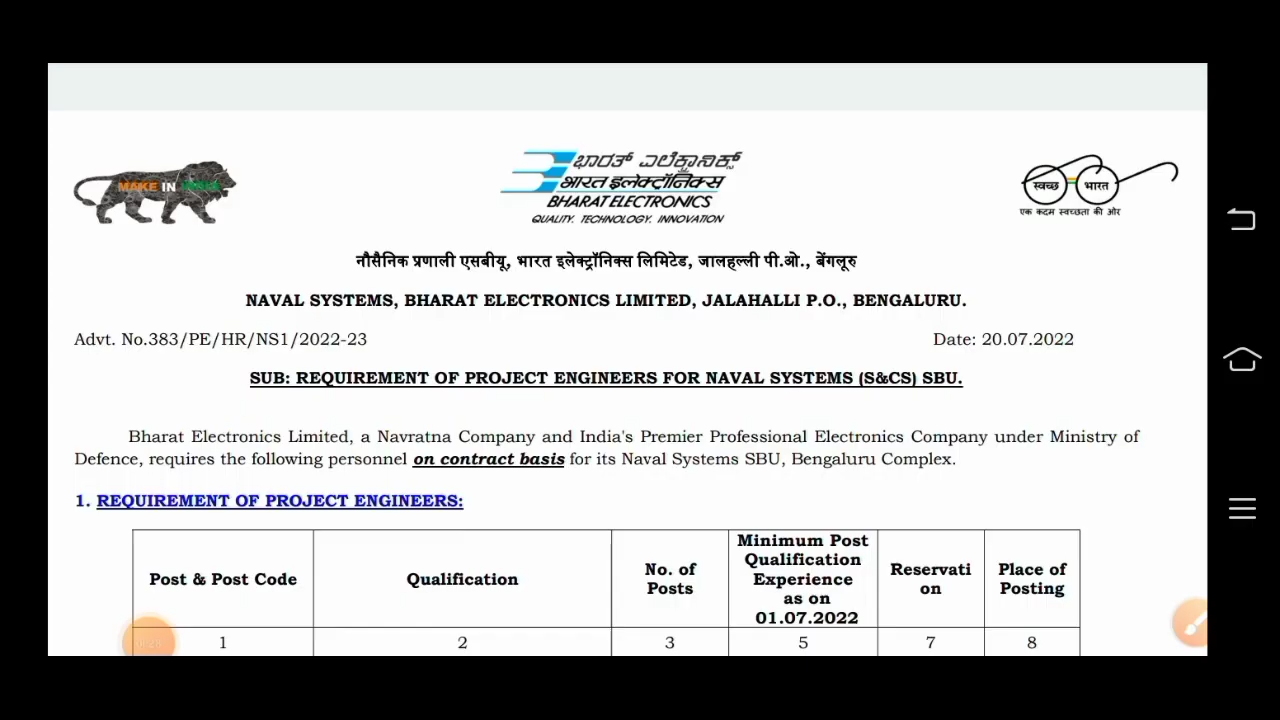 MAKE IN INDIA
ಭಾರತ್ ಎಲೆಕ್ಟ್ರಾನಿಕ್ಸ್
भारत इलेक्ट्रॉनिक्स
BHARAT ELECTRONICS
QUALITY. TECHNOLOGY. INNOVATION
स्वच्छ भारत
एक कदम स्वच्छता की ओर
नौसैनिक प्रणाली एसबीयू, भारत इलेक्ट्रॉनिक्स लिमिटेड, जालहल्ली पी.ओ., बेंगलूरु
NAVAL SYSTEMS, BHARAT ELECTRONICS LIMITED, JALAHALLI P.O., BENGALURU.
Advt. No.383/PE/HR/NS1/2022-23 Date: 20.07.2022
SUB: REQUIREMENT OF PROJECT ENGINEERS FOR NAVAL SYSTEMS (S&CS) SBU.
Bharat Electronics Limited, a Navratna Company and India's Premier Professional Electronics Company under Ministry of
Defence, requires the following personnel on contract basis for its Naval Systems SBU, Bengaluru Complex.
1. REQUIREMENT OF PROJECT ENGINEERS:
Post & Post Code
Qualification
No. of
Posts
Minimum Post
Qualification
Experience
as on
01.07.2022
Reservati
on
Place of
Posting
1 2 3 5 7 8